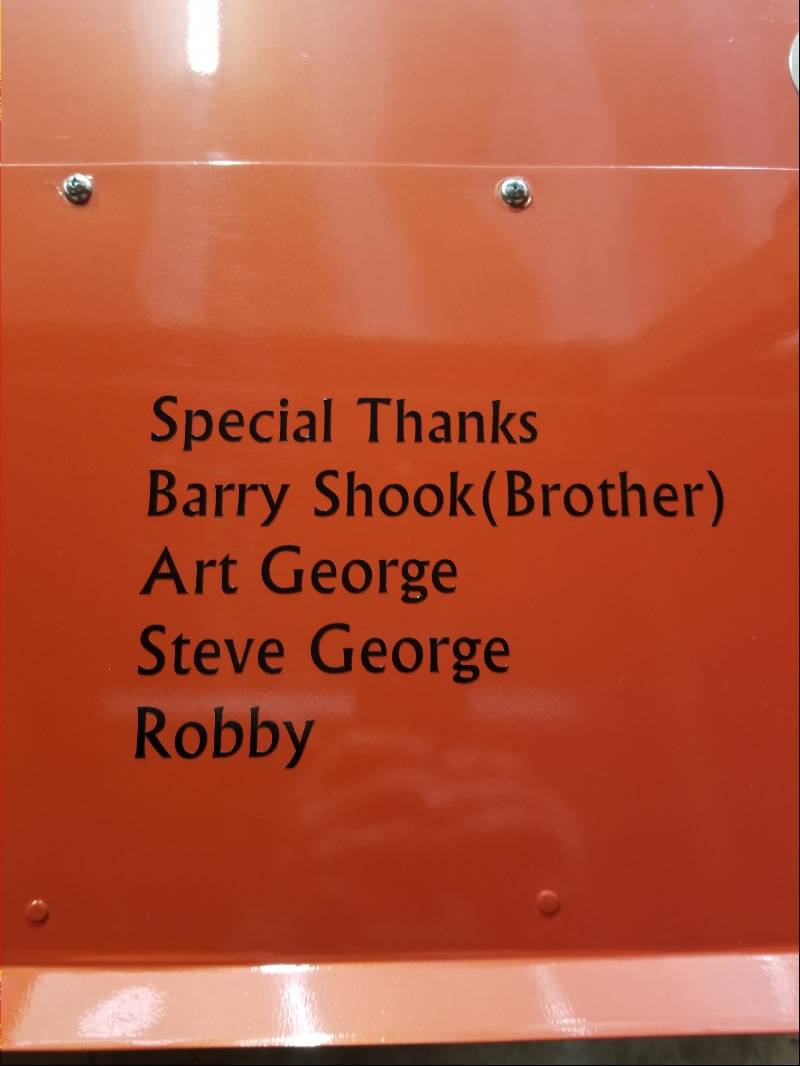 Special Thanks
Barry Shook(Brother)
Art George
Steve George
Robby